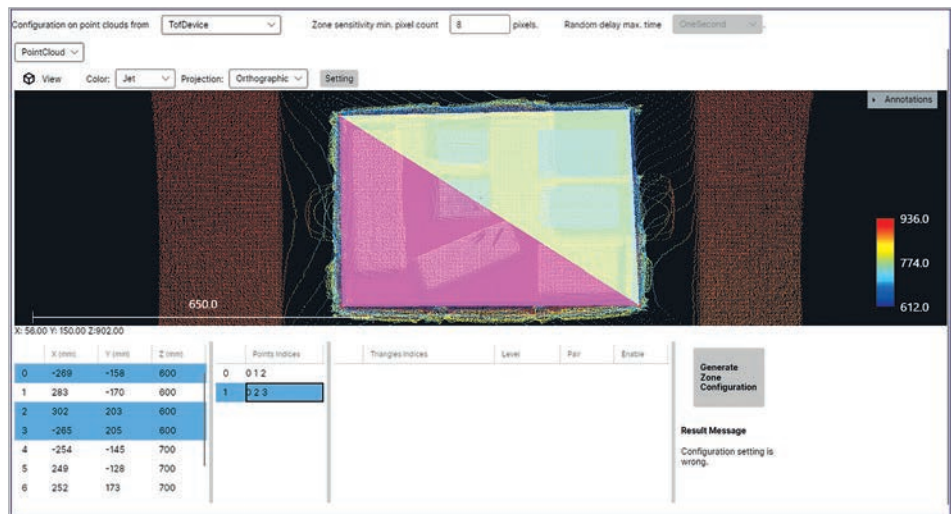 Configuration on point clouds from TofDevice Zone sensitivity min. pixel count 8 pixels. Random delay max. time OneSecond
PointCloud
View Color: Jet Projection: Orthographic Setting
Annotations
936.0
774.0
612.0
650.0
X: 56.00 Y: 150.00 Z:902.00
X (mm) Y (mm) Z (mm)
0 -269 -158 600
1 283 -170 600
2 302 203 600
3 -265 205 600
4 -254 -145 700
5 249 -128 700
6 252 173 700
Points Indices
0 0 1 2
1 0 2 3
Triangles Indices Level Pair Enable
Generate
Zone
Configuration
Result Message
Configuration setting is
wrong.